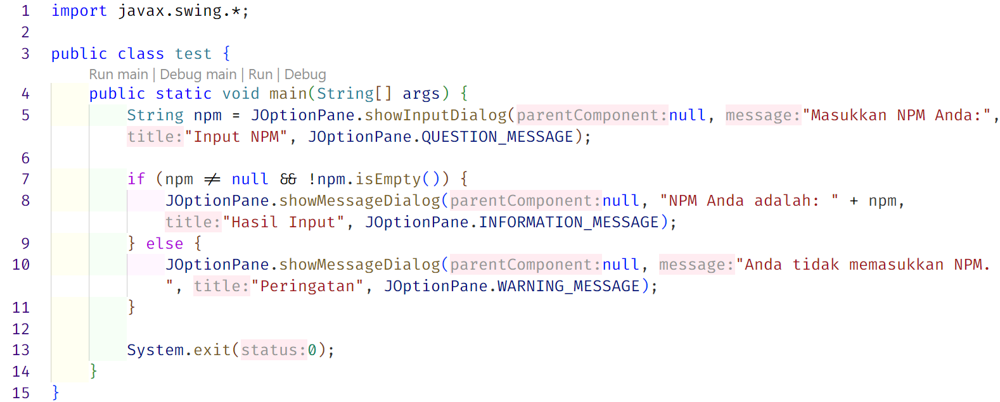 1 import javax.swing.*;
2
3 public class test {
Run main | Debug main | Run | Debug
4 public static void main(String[] args) {
5 String npm = JOptionPane.showInputDialog(parentComponent:null, message:"Masukkan NPM Anda:",
title:"Input NPM", JOptionPane.QUESTION_MESSAGE);
6
7 if (npm != null && !npm.isEmpty()) {
8 JOptionPane.showMessageDialog(parentComponent:null, "NPM Anda adalah: " + npm,
title:"Hasil Input", JOptionPane.INFORMATION_MESSAGE);
9 } else {
10 JOptionPane.showMessageDialog(parentComponent:null, message:"Anda tidak memasukkan NPM.
", title:"Peringatan", JOptionPane.WARNING_MESSAGE);
11 }
12
13 System.exit(status:0);
14 }
15 }